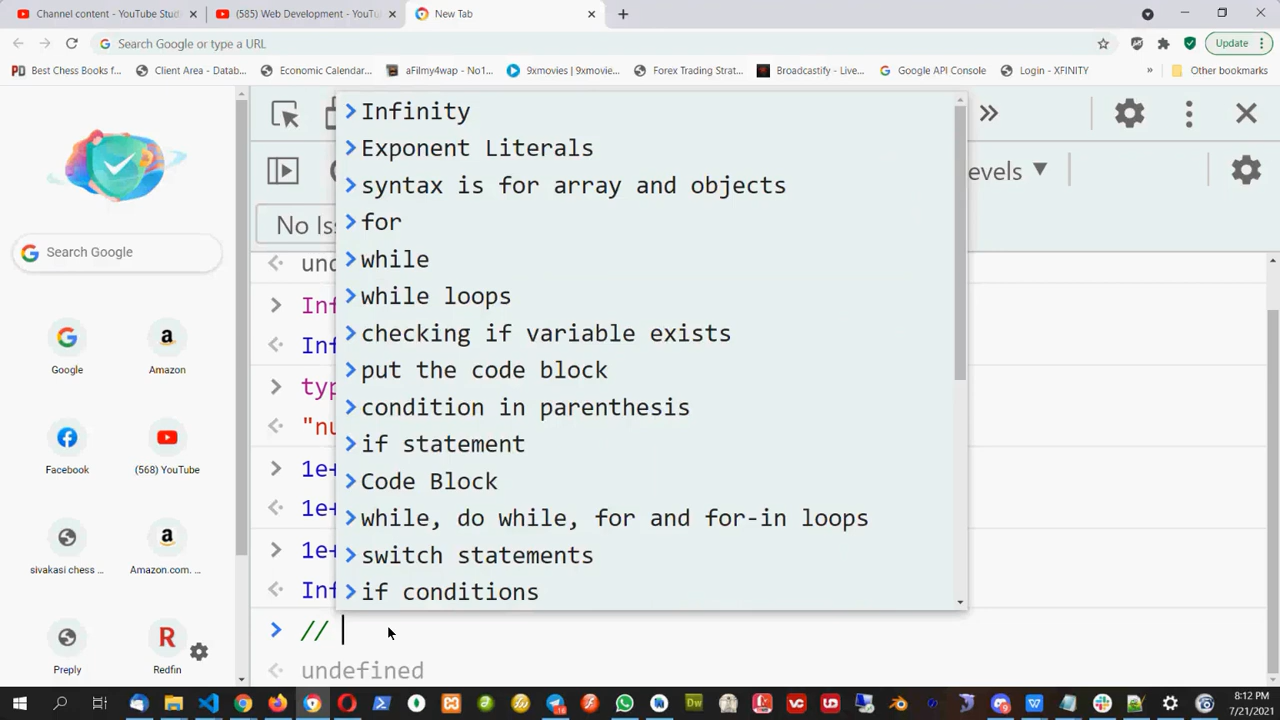 Channel content - YouTube Stud
(585) Web Development - YouTu
New Tab
Search Google or type a URL
Update
Best Chess Books f...
Client Area - Datab...
Economic Calendar...
aFilmy4wap - No1...
9xmovies | 9xmovie...
Forex Trading Strat...
Broadcastify - Live...
Google API Console
Login - XFINITY
»
Other bookmarks
Infinity
Exponent Literals
syntax is for array and objects
for
while
while loops
checking if variable exists
put the code block
condition in parenthesis
if statement
Code Block
while, do while, for and for-in loops
switch statements
if conditions
evels
No Iss
und
Inf
Inf
typ
"nu
1e+
1e+
1e+
Inf
> //
undefined
Search Google
Google
Amazon
Facebook
(568) YouTube
sivakasi chess ...
Amazon.com. ...
Preply
Redfin
8:12 PM
7/21/2021